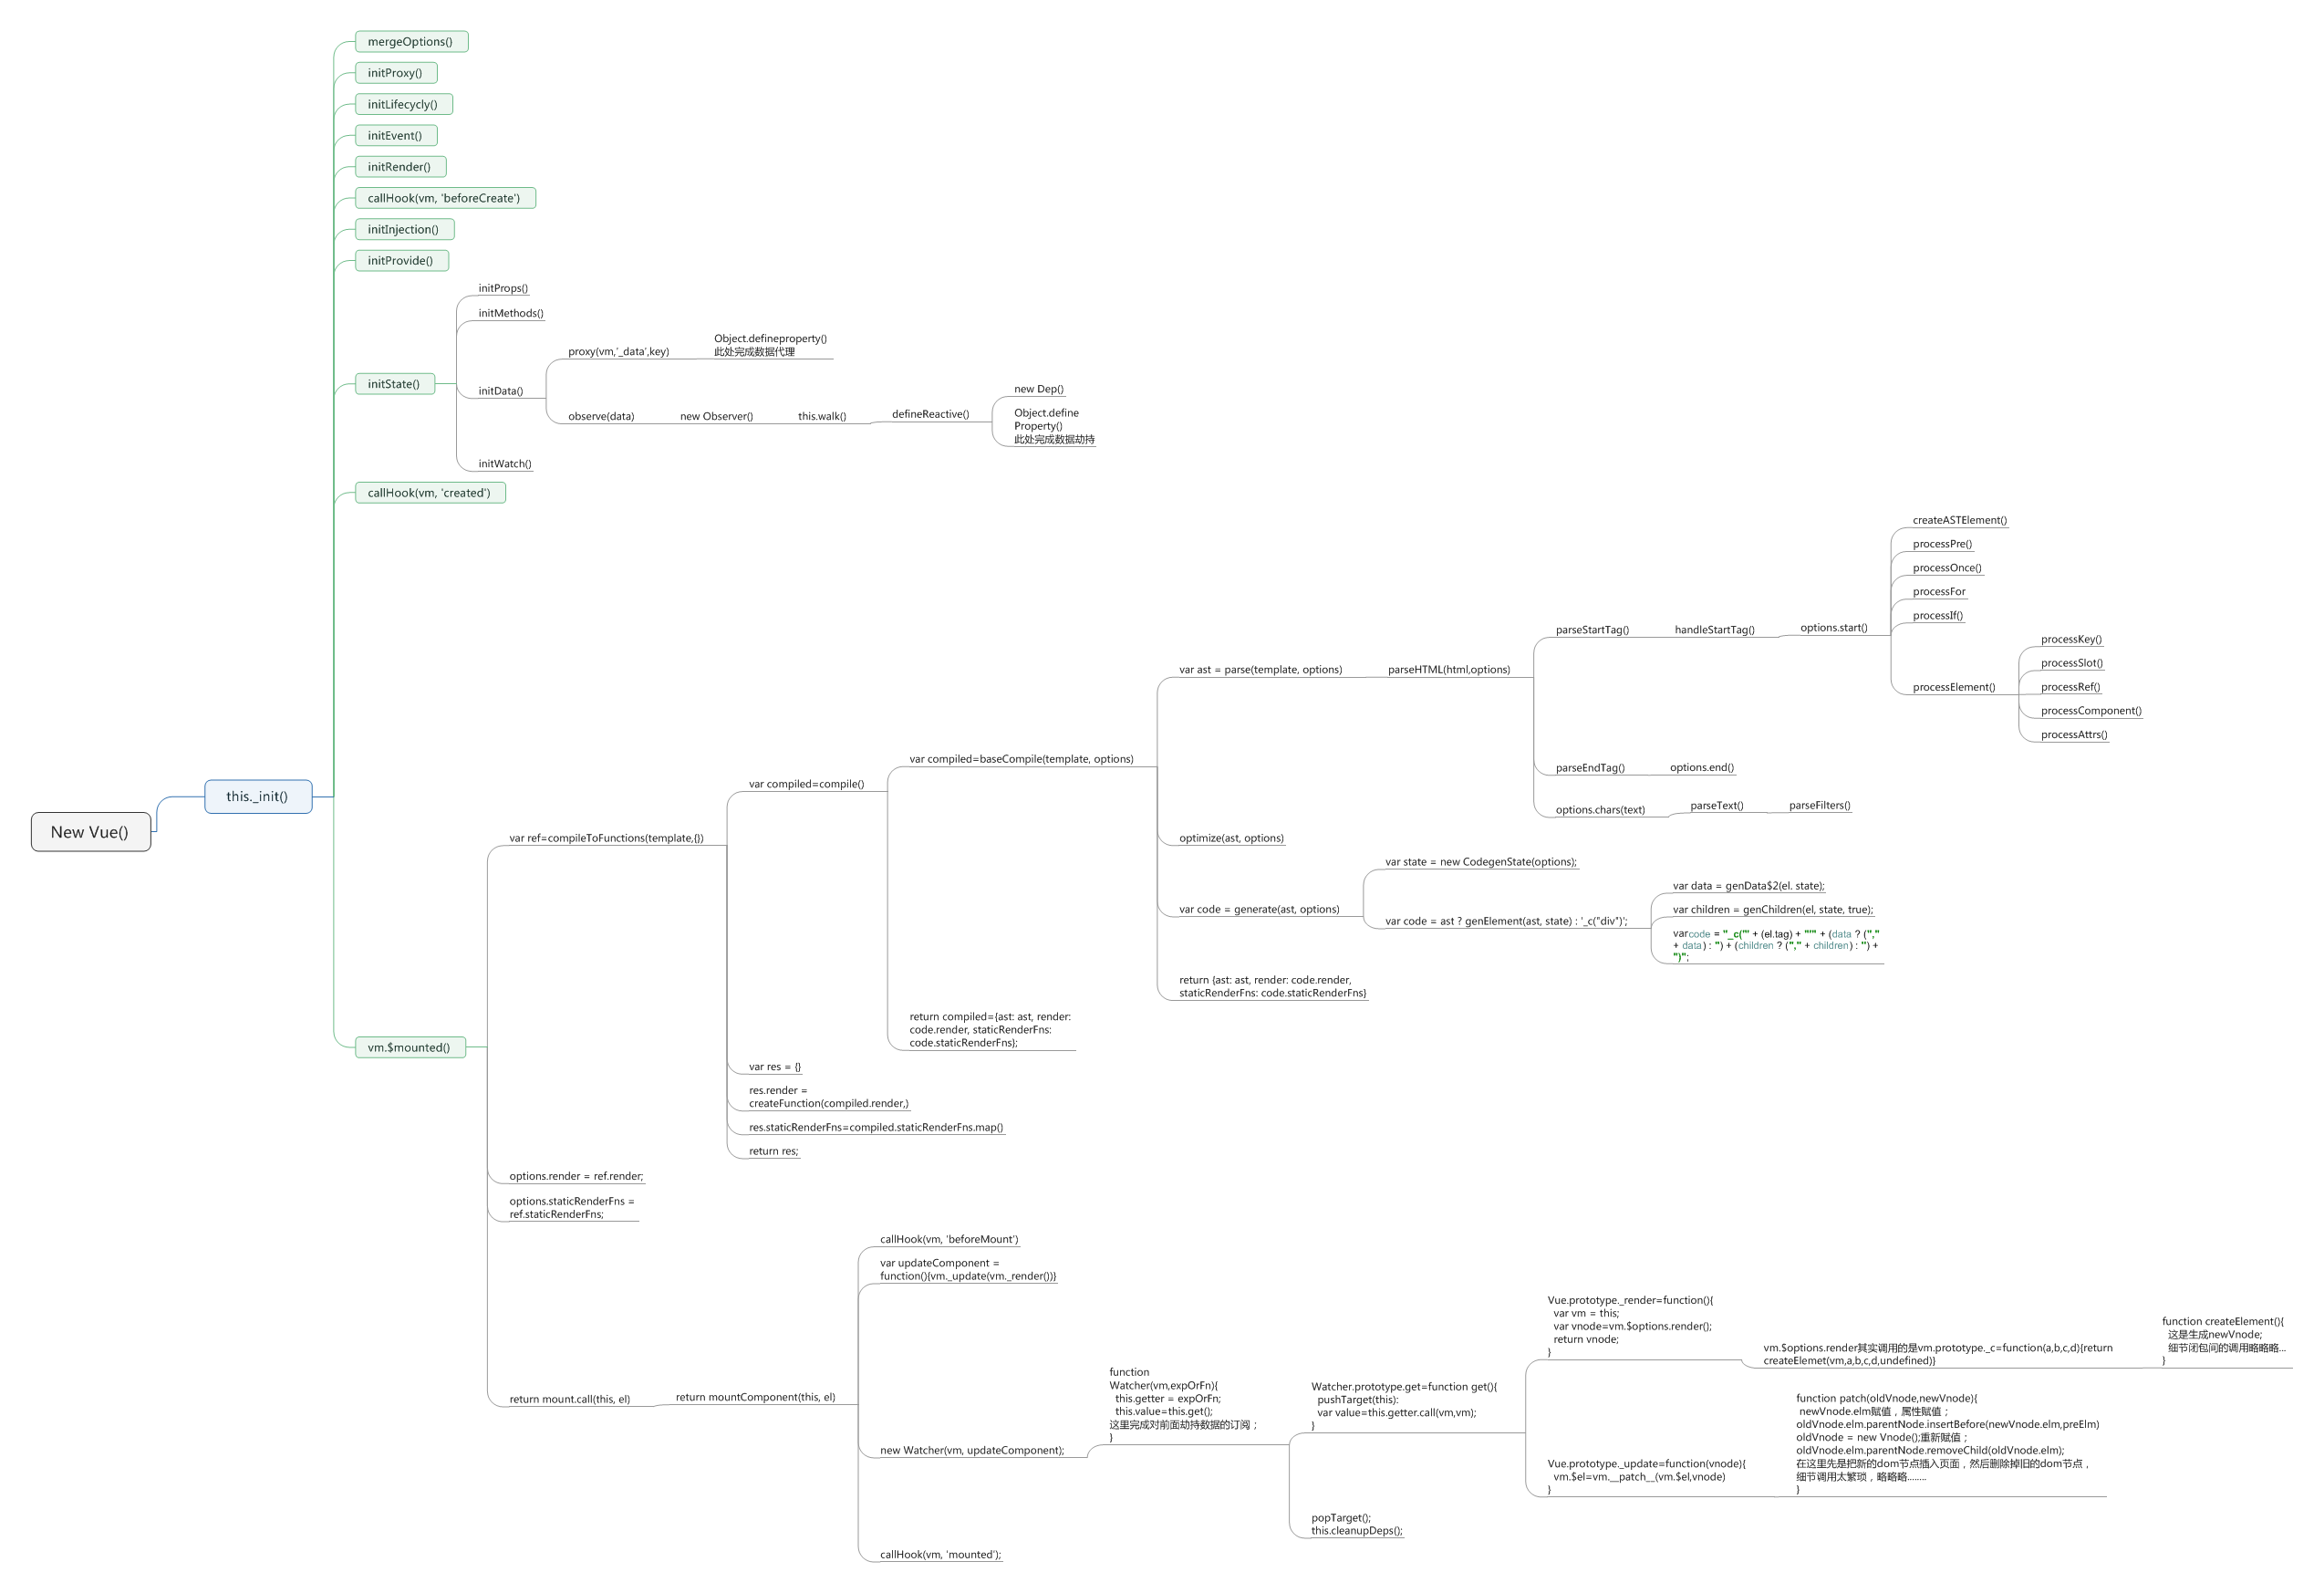 New Vue()
this._init()
mergeOptions()
initProxy()
initLifecycly()
initEvent()
initRender()
callHook(vm, 'beforeCreate')
initInjection()
initProvide()
initState()
initProps()
initMethods()
initData()
proxy(vm,'_data',key)
Object.defineproperty()
此处完成数据代理
observe(data)
new Observer()
this.walk()
defineReactive()
new Dep()
Object.define
Property()
此处完成数据劫持
initWatch()
callHook(vm, 'created')
vm.$mounted()
var ref=compileToFunctions(template,{})
var compiled=compile()
var compiled=baseCompile(template, options)
var ast = parse(template, options)
parseHTML(html,options)
parseStartTag()
handleStartTag()
options.start()
createASTElement()
processPre()
processOnce()
processFor
processIf()
processElement()
processKey()
processSlot()
processRef()
processComponent()
processAttrs()
parseEndTag()
options.end()
options.chars(text)
parseText()
parseFilters()
optimize(ast, options)
var code = generate(ast, options)
var state = new CodegenState(options);
var code = ast ? genElement(ast, state) : '_c("div")';
var data = genData$2(el. state);
var children = genChildren(el, state, true);
varcode = "_c('" + (el.tag) + "'" + (data ? (","
+ data) : '') + (children ? ("," + children) : '') +
")";
return {ast: ast, render: code.render,
staticRenderFns: code.staticRenderFns}
return compiled={ast: ast, render:
code.render, staticRenderFns:
code.staticRenderFns};
var res = {}
res.render =
createFunction(compiled.render,)
res.staticRenderFns=compiled.staticRenderFns.map()
return res;
options.render = ref.render;
options.staticRenderFns =
ref.staticRenderFns;
return mount.call(this, el)
return mountComponent(this, el)
callHook(vm, 'beforeMount')
var updateComponent =
function(){vm._update(vm._render())}
new Watcher(vm, updateComponent);
function
Watcher(vm,expOrFn){
this.getter = expOrFn;
this.value=this.get();
这里完成对前面劫持数据的订阅；
}
Watcher.prototype.get=function get(){
pushTarget(this):
var value=this.getter.call(vm,vm);
}
Vue.prototype._render=function(){
var vm = this;
var vnode=vm.$options.render();
return vnode;
}
vm.$options.render其实调用的是vm.prototype._c=function(a,b,c,d){return
createElemet(vm,a,b,c,d,undefined)}
function createElement(){
这是生成newVnode;
细节闭包间的调用略略略...
}
Vue.prototype._update=function(vnode){
vm.$el=vm.__patch__(vm.$el,vnode)
}
function patch(oldVnode,newVnode){
newVnode.elm赋值，属性赋值；
oldVnode.elm.parentNode.insertBefore(newVnode.elm,preElm)
oldVnode = new Vnode();重新赋值；
oldVnode.elm.parentNode.removeChild(oldVnode.elm);
在这里先是把新的dom节点插入页面，然后删除掉旧的dom节点，
细节调用太繁琐，略略略........
}
popTarget();
this.cleanupDeps();
callHook(vm, 'mounted');